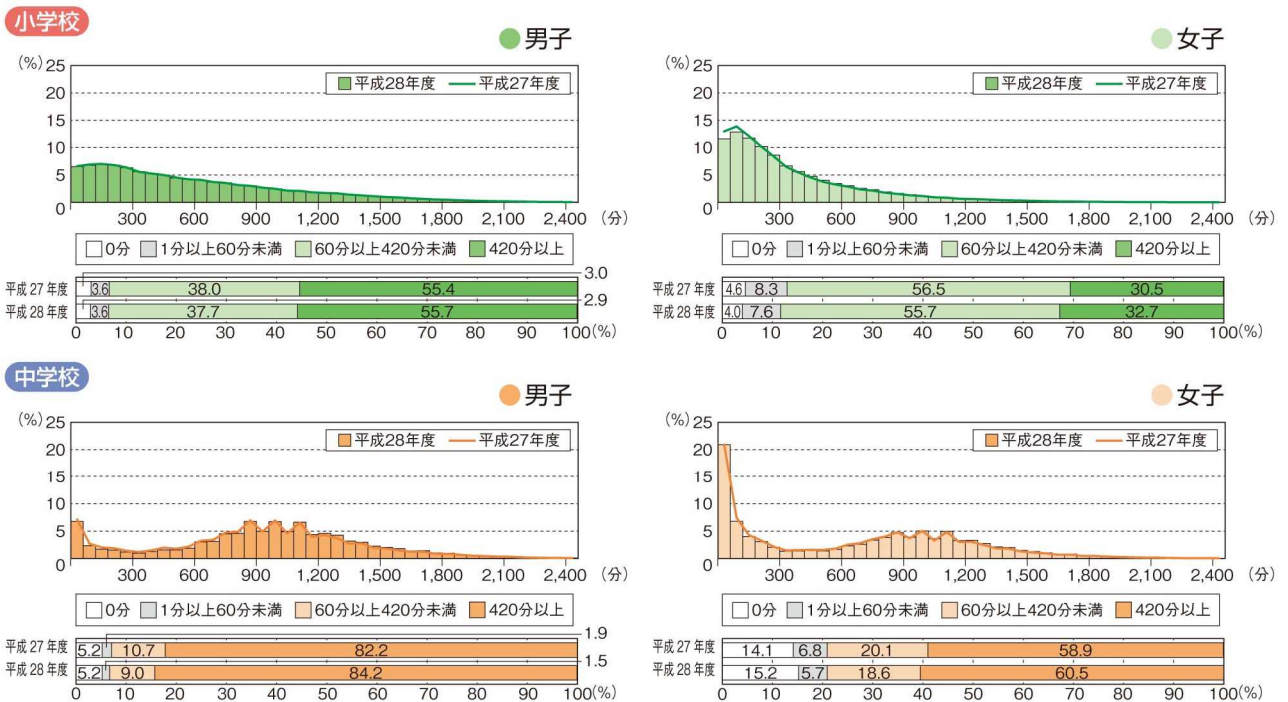 小学校
男子
(%)
25
20
15
10
5
0
平成28年度 平成27年度
300 600 900 1,200 1,500 1,800 2,100 2,400 (分)
0分 1分以上60分未満 60分以上420分未満 420分以上
3.0
平成 27 年度 3.6 38.0 55.4
2.9
平成 28 年度 3.6 37.7 55.7
0 10 20 30 40 50 60 70 80 90 100(%)
女子
(%)
25
20
15
10
5
0
平成28年度 平成27年度
300 600 900 1,200 1,500 1,800 2,100 2,400 (分)
0分 1分以上60分未満 60分以上420分未満 420分以上
平成 27 年度 4.6 8.3 56.5 30.5
平成 28 年度 4.0 7.6 55.7 32.7
0 10 20 30 40 50 60 70 80 90 100(%)
中学校
男子
(%)
25
20
15
10
5
0
平成28年度 平成27年度
300 600 900 1,200 1,500 1,800 2,100 2,400 (分)
0分 1分以上60分未満 60分以上420分未満 420分以上
1.9
平成 27 年度 5.2 10.7 82.2
1.5
平成 28 年度 5.2 9.0 84.2
0 10 20 30 40 50 60 70 80 90 100(%)
女子
(%)
25
20
15
10
5
0
平成28年度 平成27年度
300 600 900 1,200 1,500 1,800 2,100 2,400 (分)
0分 1分以上60分未満 60分以上420分未満 420分以上
平成 27 年度 14.1 6.8 20.1 58.9
平成 28 年度 15.2 5.7 18.6 60.5
0 10 20 30 40 50 60 70 80 90 100(%)